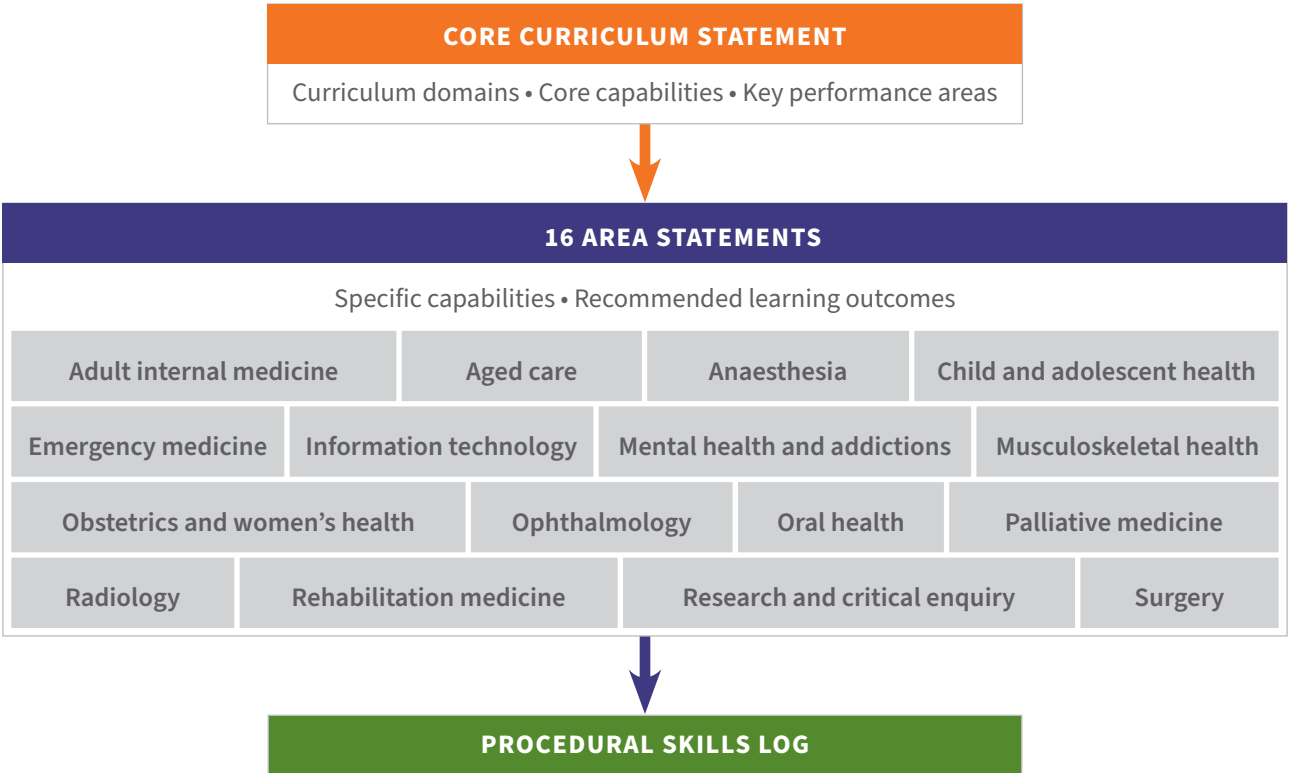 CORE CURRICULUM STATEMENT
Curriculum domains • Core capabilities • Key performance areas
16 AREA STATEMENTS
Specific capabilities • Recommended learning outcomes
Adult internal medicine
Aged care
Anaesthesia
Child and adolescent health
Emergency medicine
Information technology
Mental health and addictions
Musculoskeletal health
Obstetrics and women’s health
Ophthalmology
Oral health
Palliative medicine
Radiology
Rehabilitation medicine
Research and critical enquiry
Surgery
PROCEDURAL SKILLS LOG